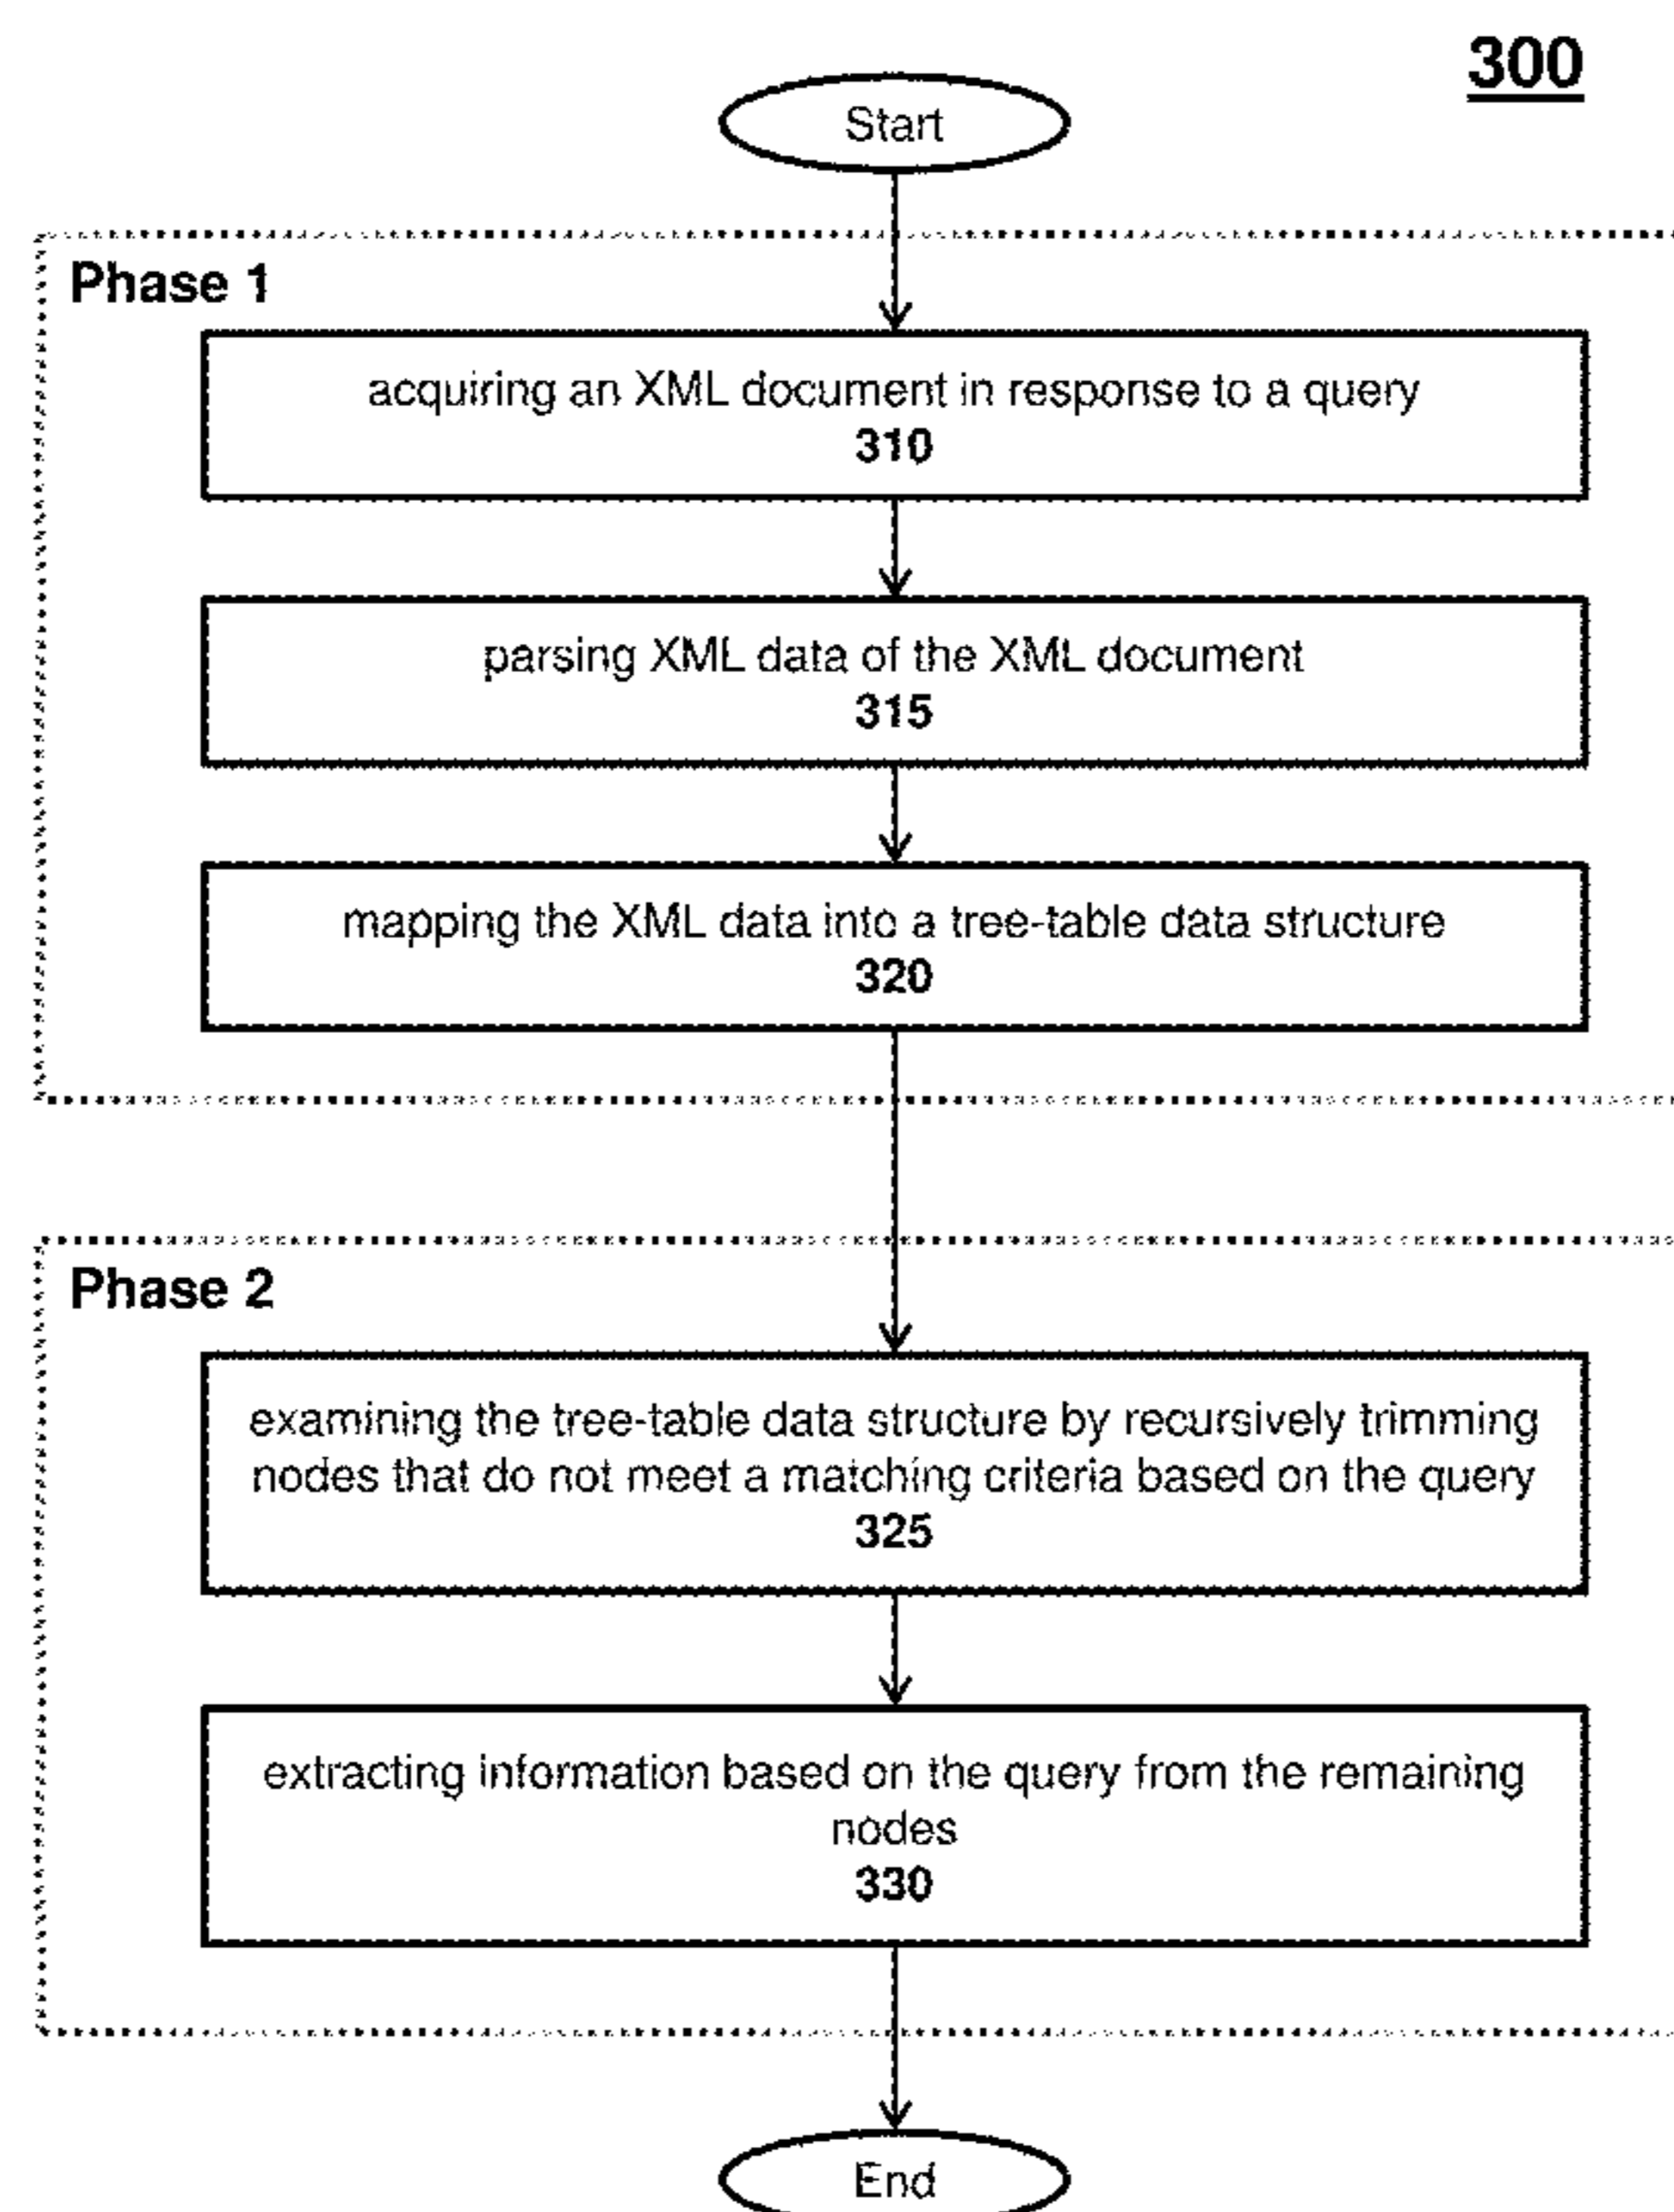 300
Start
Phase 1
acquiring an XML document in response to a query
310
parsing XML data of the XML document
315
mapping the XML data into a tree-table data structure
320
Phase 2
examining the tree-table data structure by recursively trimming
nodes that do not meet a matching criteria based on the query
325
extracting information based on the query from the remaining
nodes
330
End